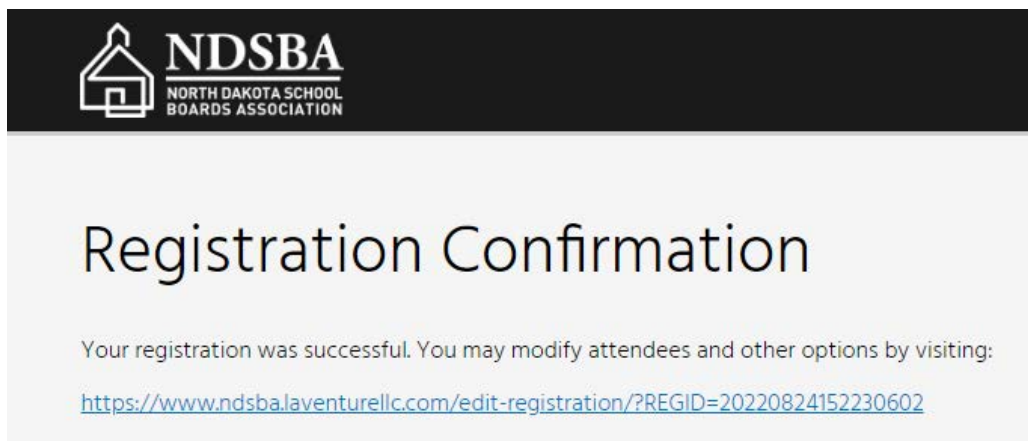 NDSBA
NORTH DAKOTA SCHOOL
BOARDS ASSOCIATION
Registration Confirmation
Your registration was successful. You may modify attendees and other options by visiting:
https://www.ndsba.laventurellc.com/edit-registration/?REGID=20220824152230602